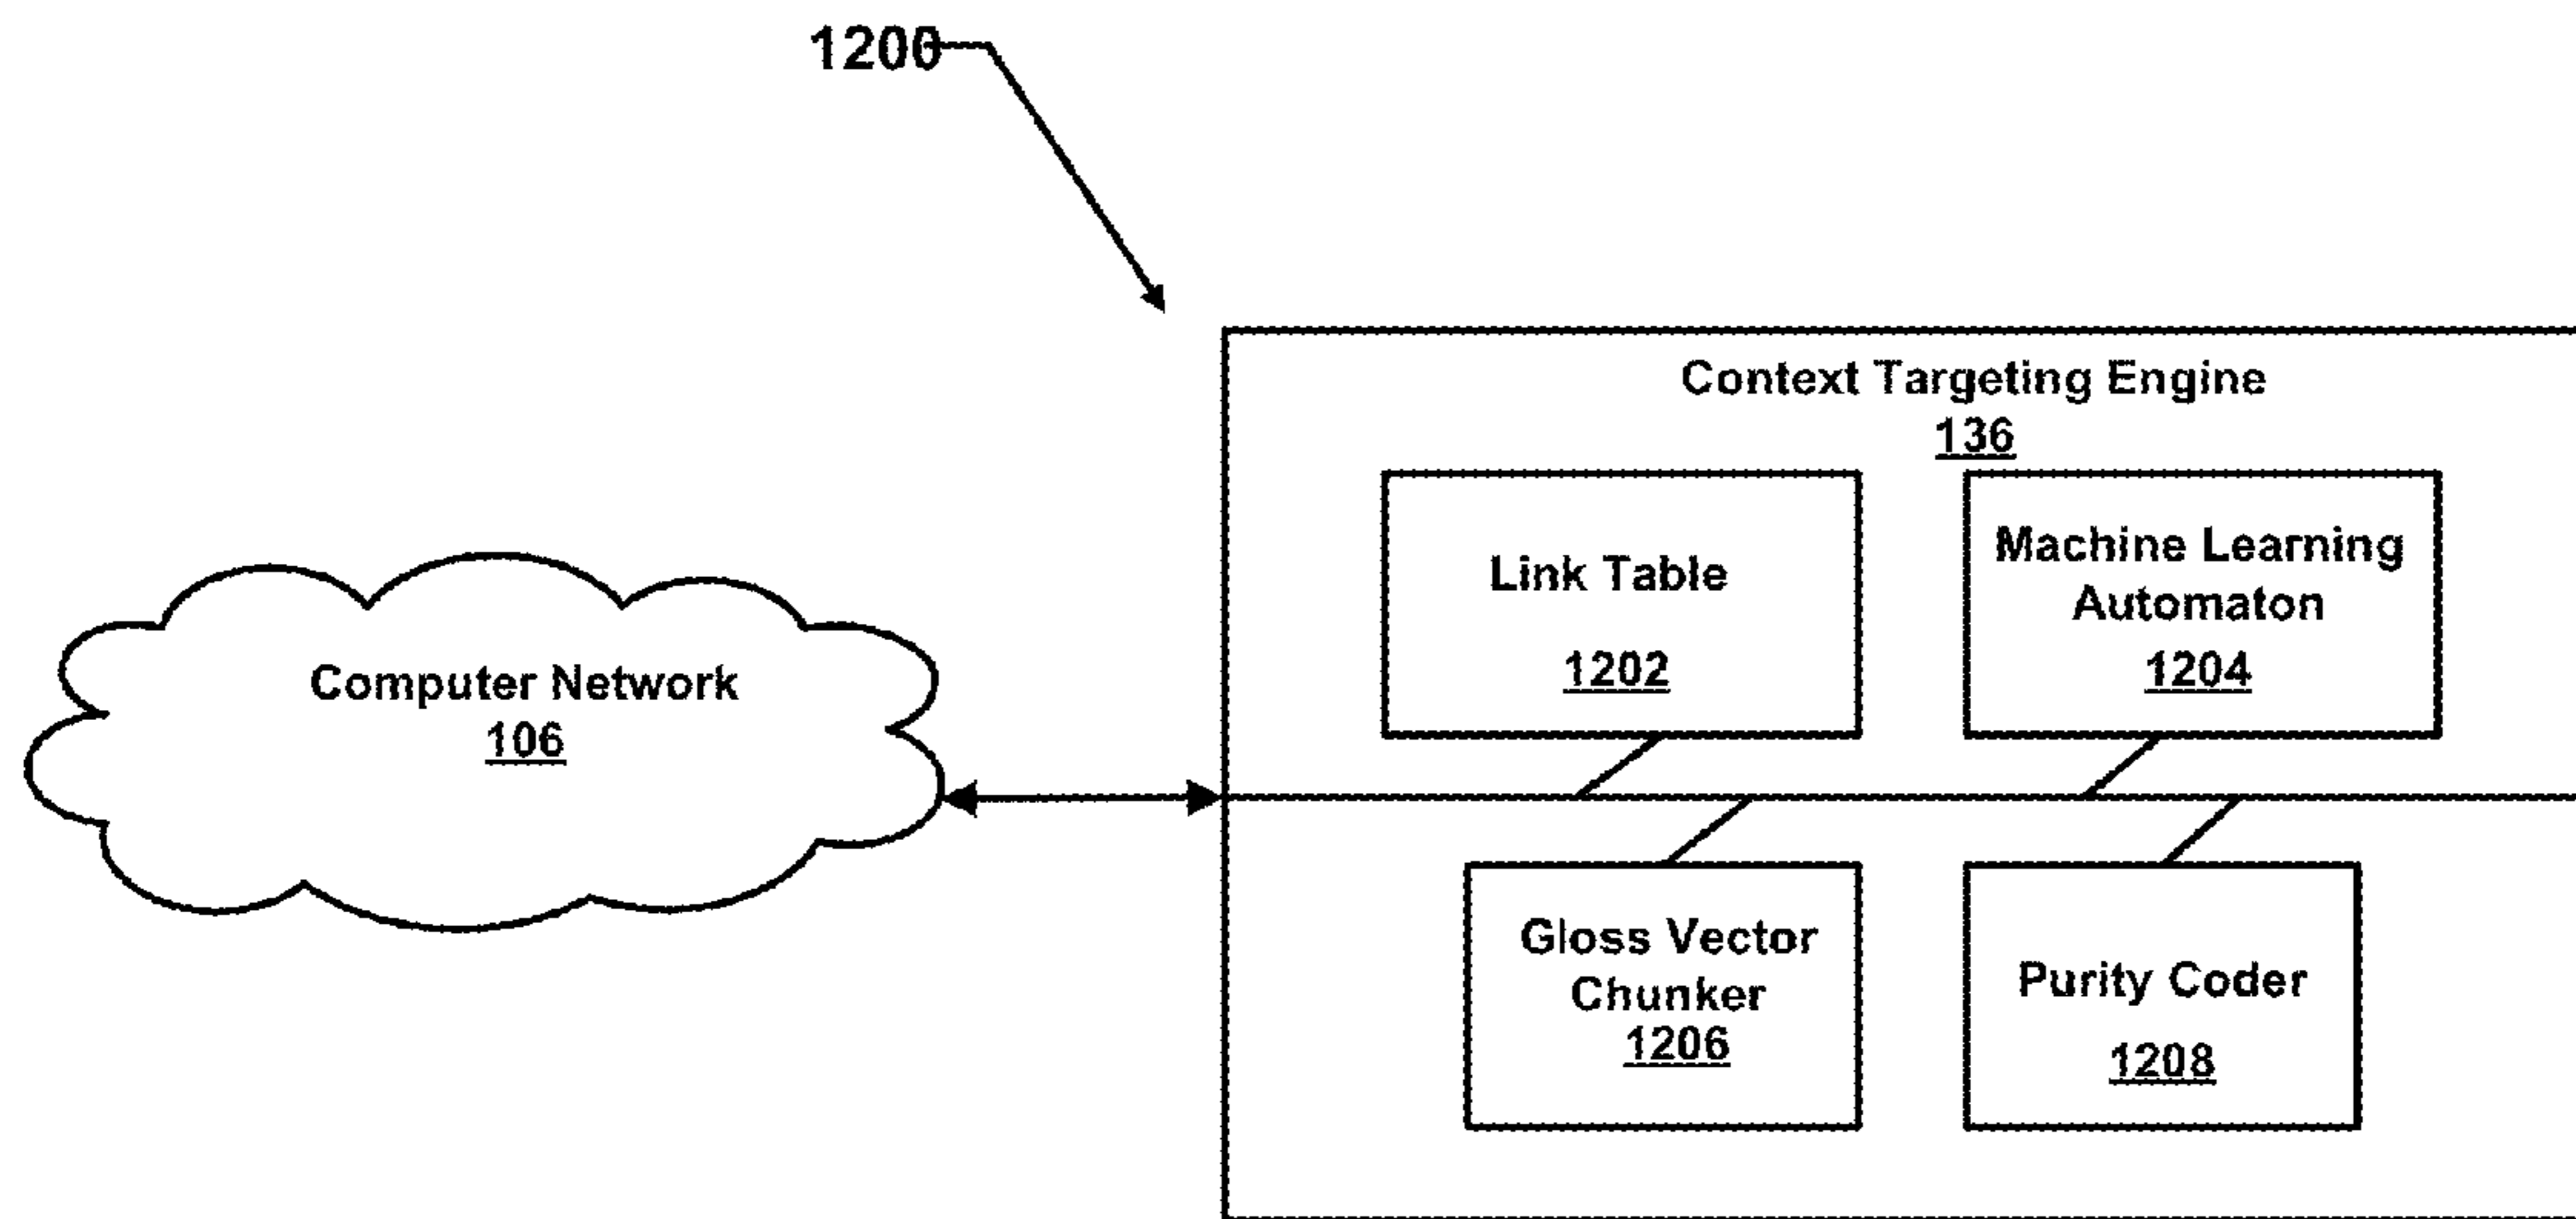 1200
Context Targeting Engine
136
Link Table
1202
Machine Learning
Automaton
1204
Computer Network
106
Gloss Vector
Chunker
1206
Purity Coder
1208